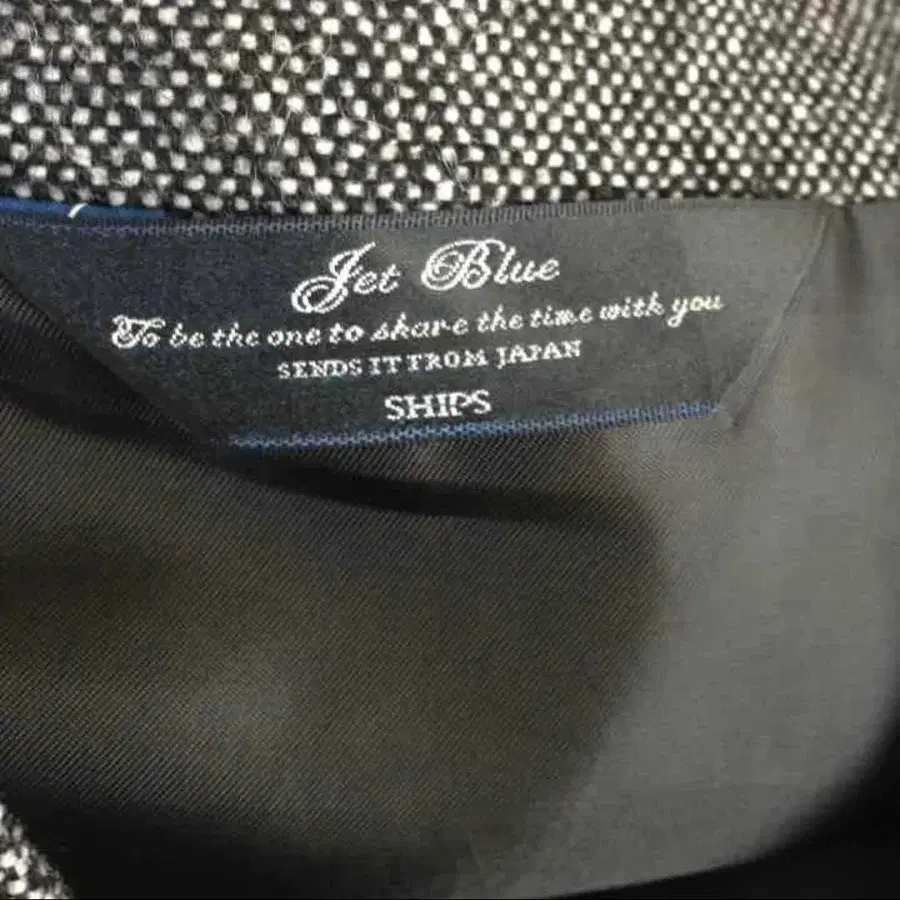 Jet Blue
To be the one to share the time with you
SENDS IT FROM JAPAN
SHIPS